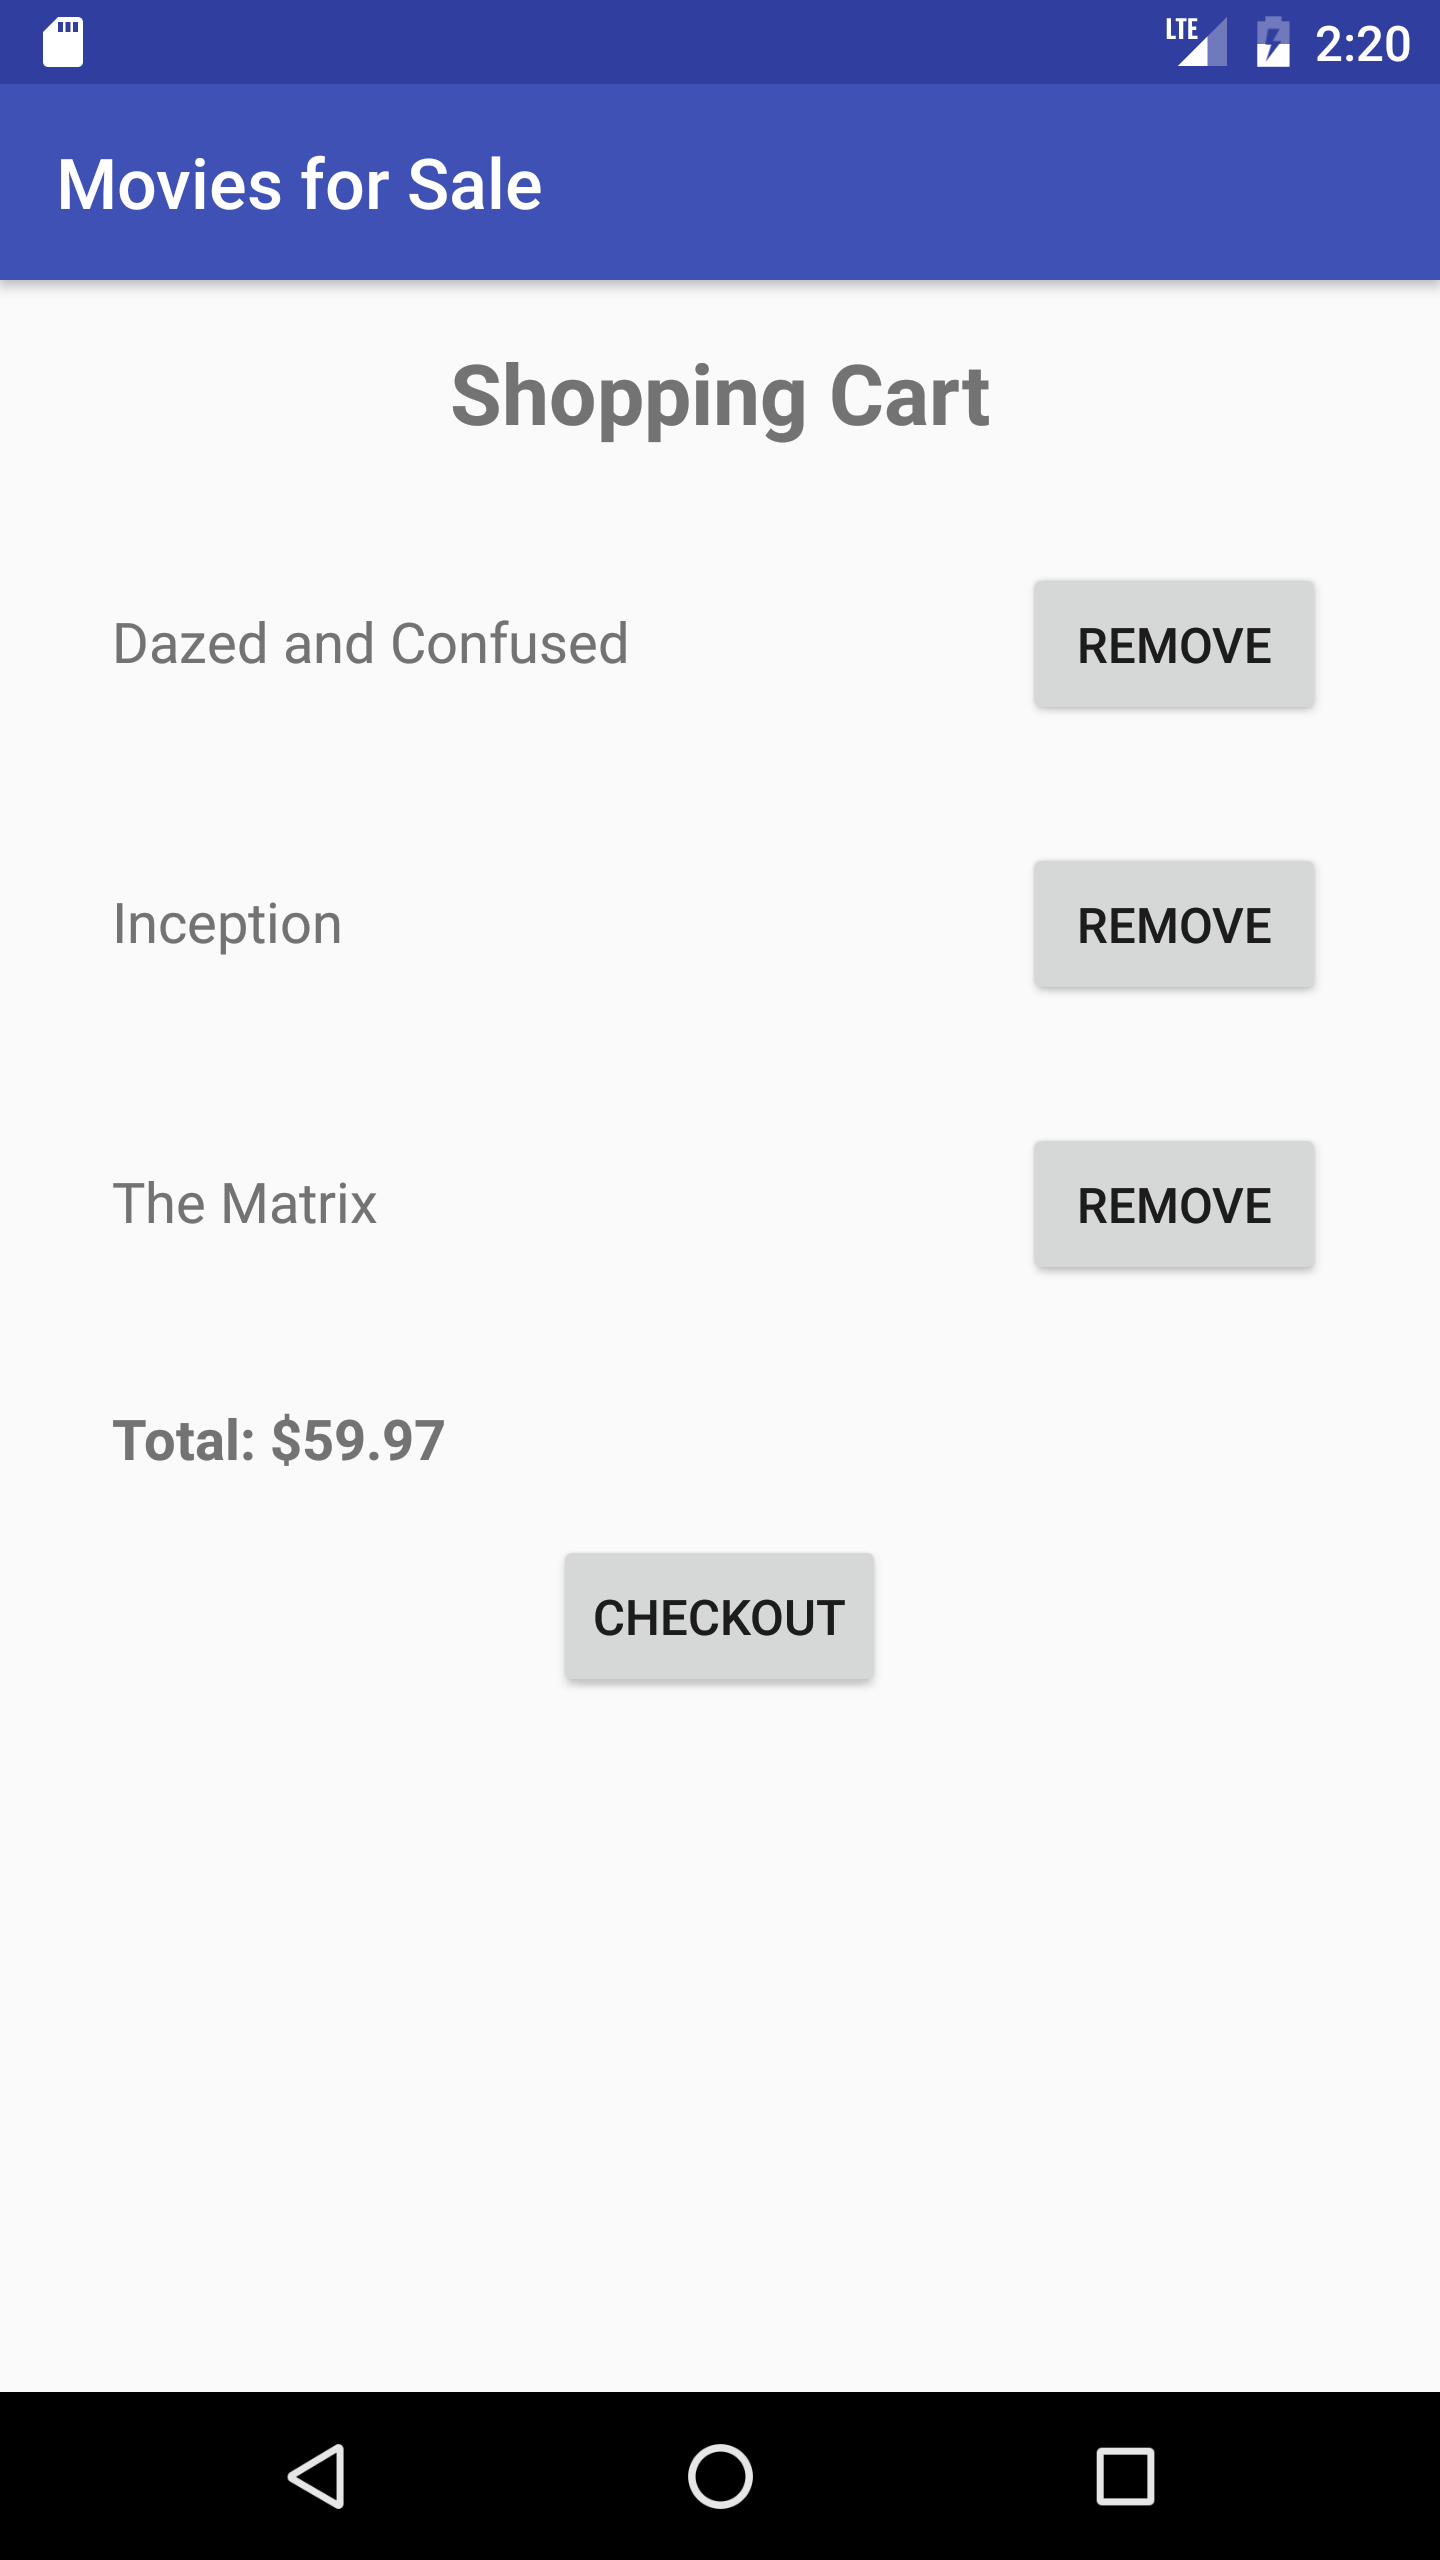 LTE 2:20
Movies for Sale
Shopping Cart
Dazed and Confused REMOVE
Inception REMOVE
The Matrix REMOVE
Total: $59.97
CHECKOUT